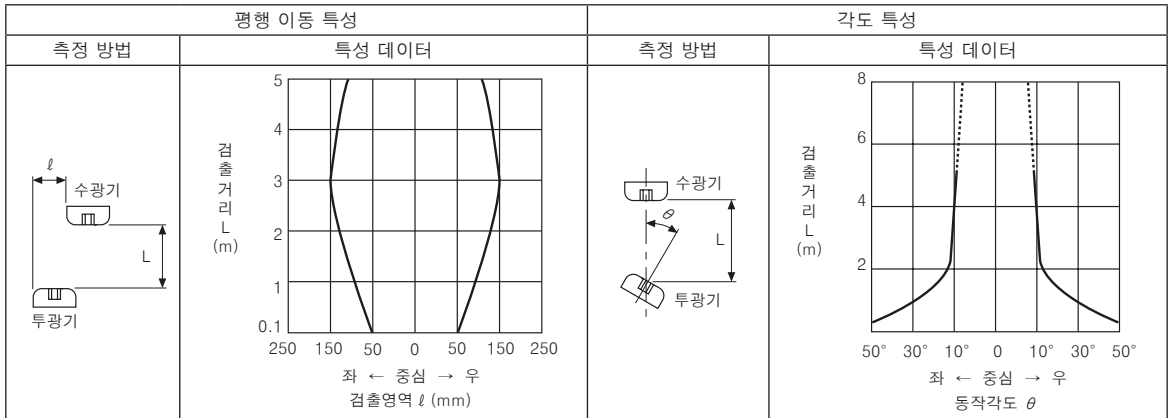 평행 이동 특성
각도 특성
측정 방법
특성 데이터
측정 방법
특성 데이터
ℓ
수광기
L
투광기
검출거리 L (m)
5
4
3
2
1
0.1
250 150 50 0 50 150 250
좌 ← 중심 → 우
검출영역 ℓ (mm)
수광기
θ
L
투광기
검출거리 L (m)
8
6
4
2
50° 30° 10° 0 10° 30° 50°
좌 ← 중심 → 우
동작각도 θ